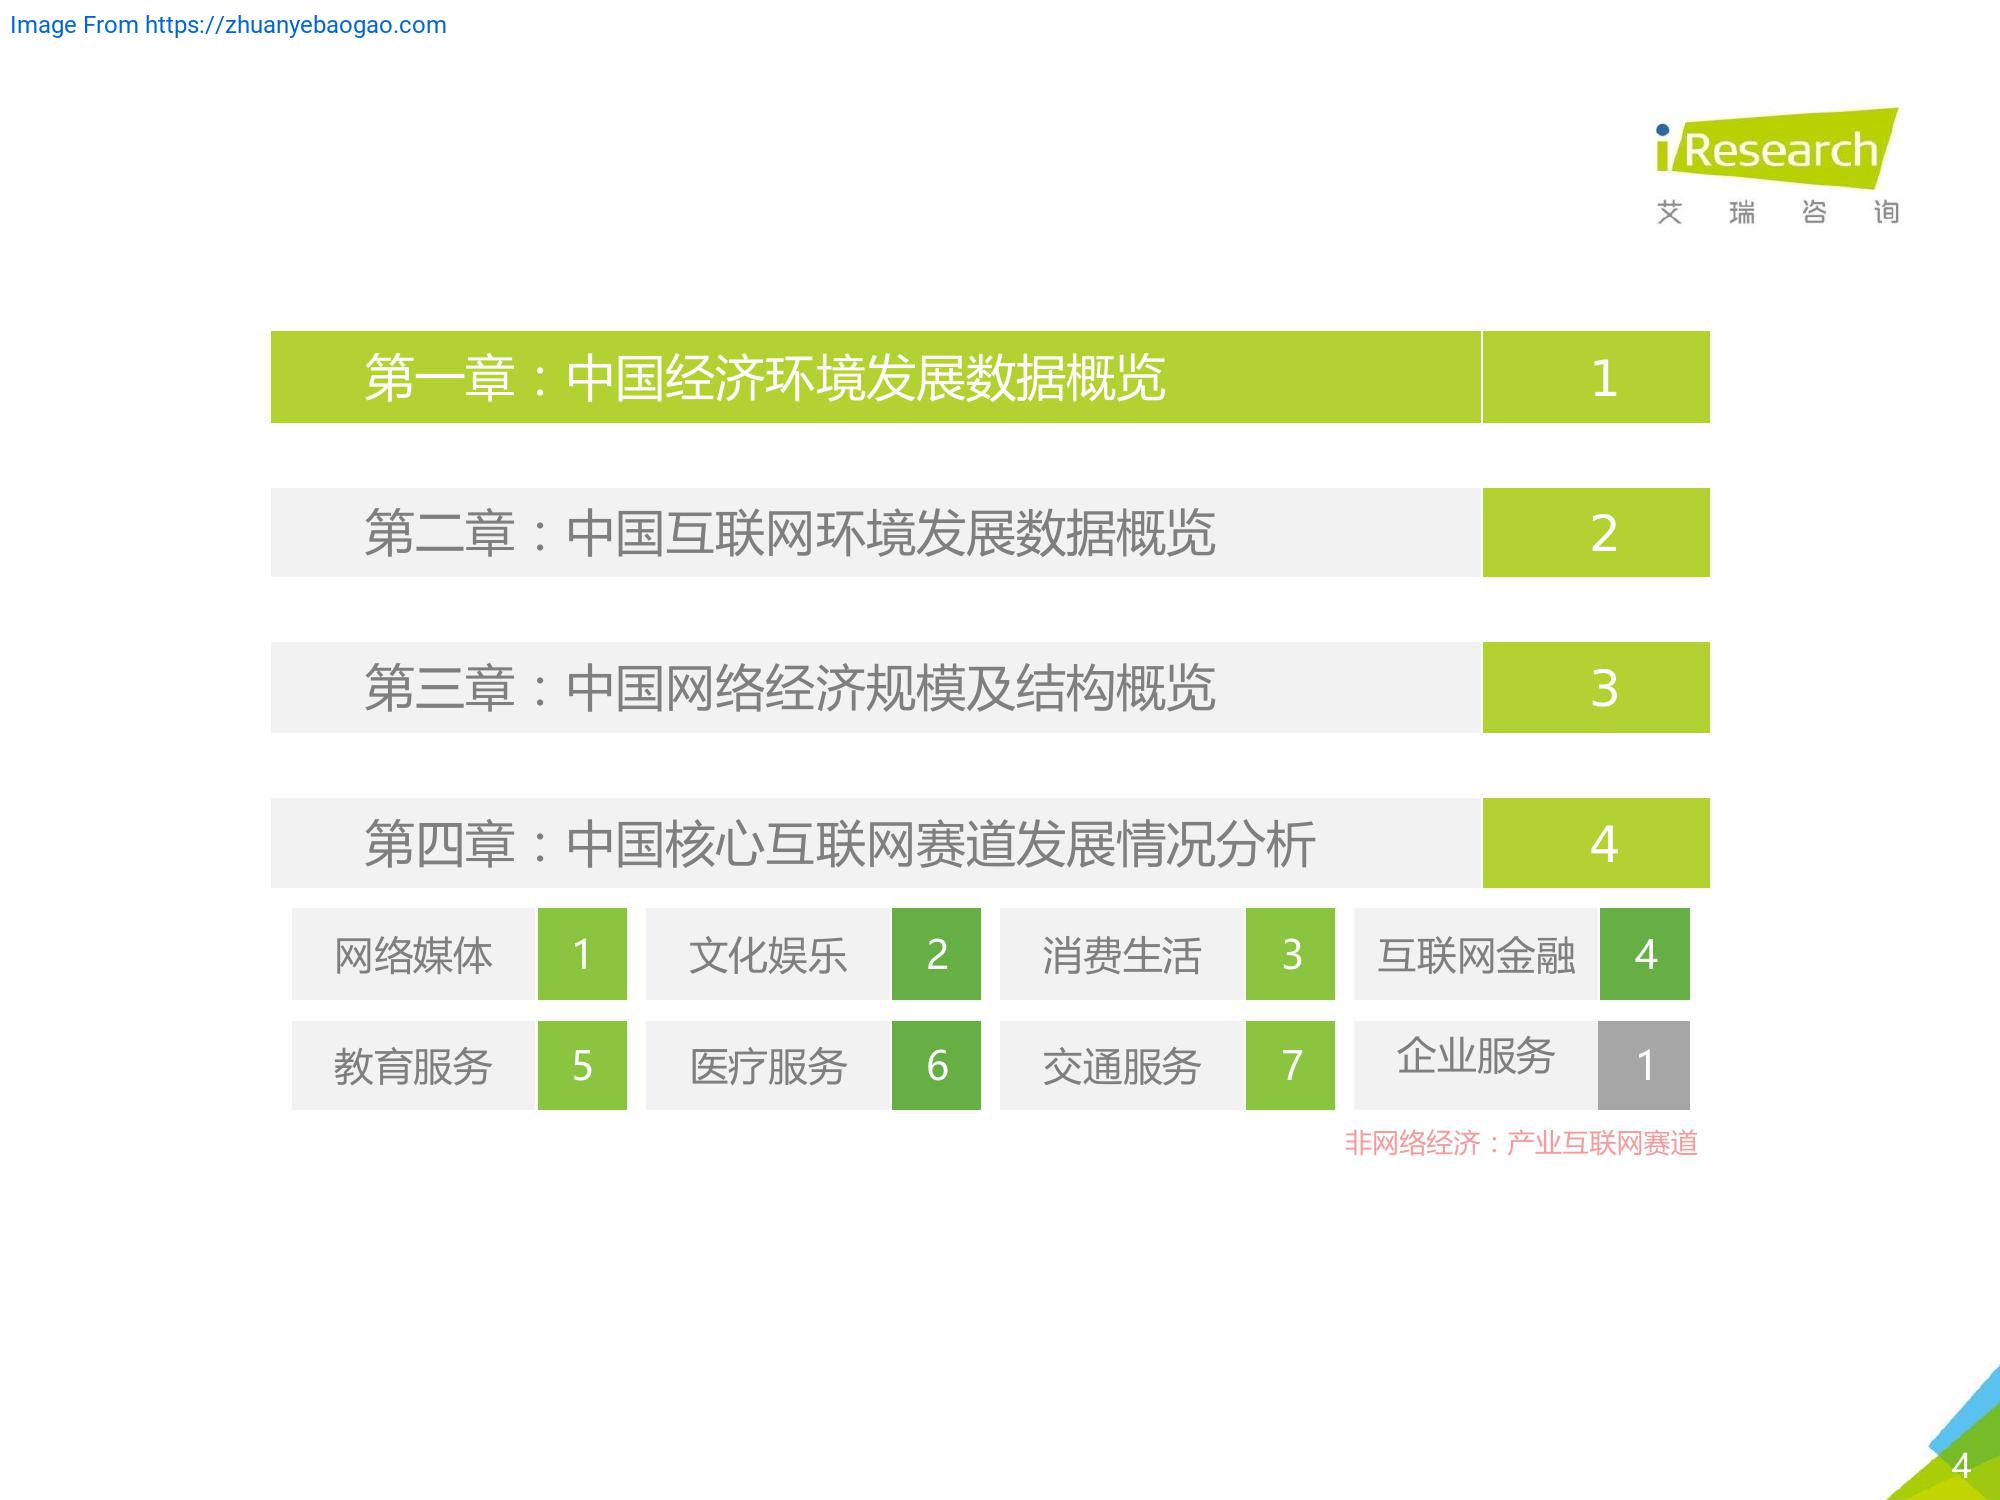 Image From https://zhuanyebaogao.com
iResearch
艾瑞咨询
第一章：中国经济环境发展数据概览 1
第二章：中国互联网环境发展数据概览 2
第三章：中国网络经济规模及结构概览 3
第四章：中国核心互联网赛道发展情况分析 4
网络媒体 1 文化娱乐 2 消费生活 3 互联网金融 4
教育服务 5 医疗服务 6 交通服务 7 企业服务 1
非网络经济：产业互联网赛道
4